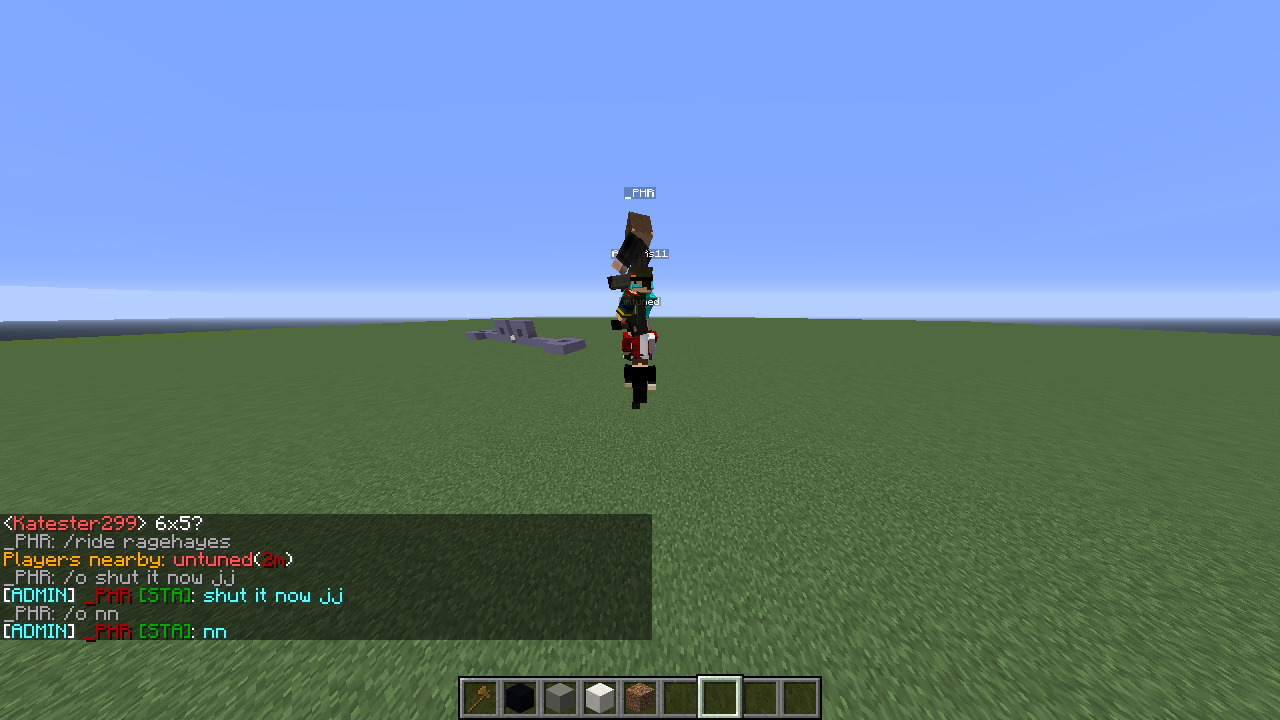 _PHR
untuned
<Katester299> 6x5?
_PHR: /ride ragehayes
Players nearby: untuned(2m)
_PHR: /o shut it now jj
[ADMIN] _PHR [STA]: shut it now jj
_PHR: /o nn
[ADMIN] _PHR [STA]: nn